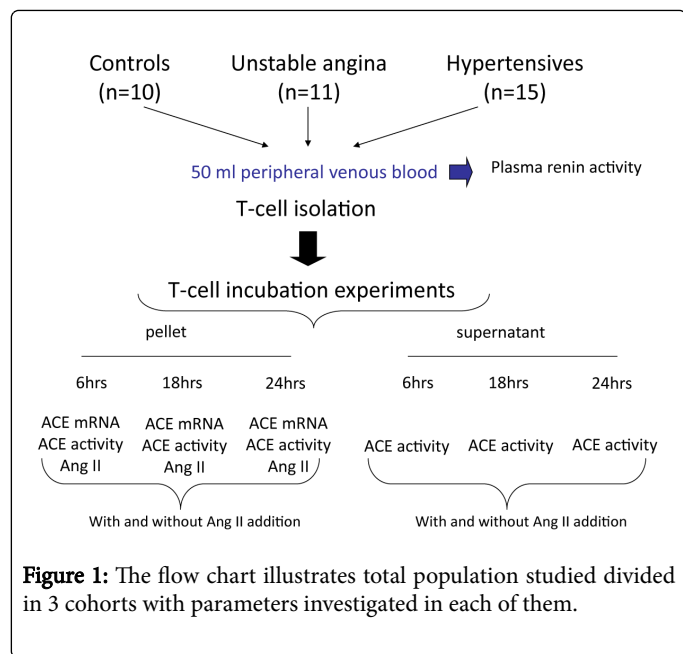 Controls Unstable angina Hypertensives
(n=10) (n=11) (n=15)
50 ml peripheral venous blood Plasma renin activity
T-cell isolation
T-cell incubation experiments
pellet supernatant
6hrs 18hrs 24hrs 6hrs 18hrs 24hrs
ACE mRNA ACE mRNA ACE mRNA
ACE activity ACE activity ACE activity ACE activity ACE activity ACE activity
Ang II Ang II Ang II
With and without Ang II addition With and without Ang II addition
Figure 1: The flow chart illustrates total population studied divided
in 3 cohorts with parameters investigated in each of them.